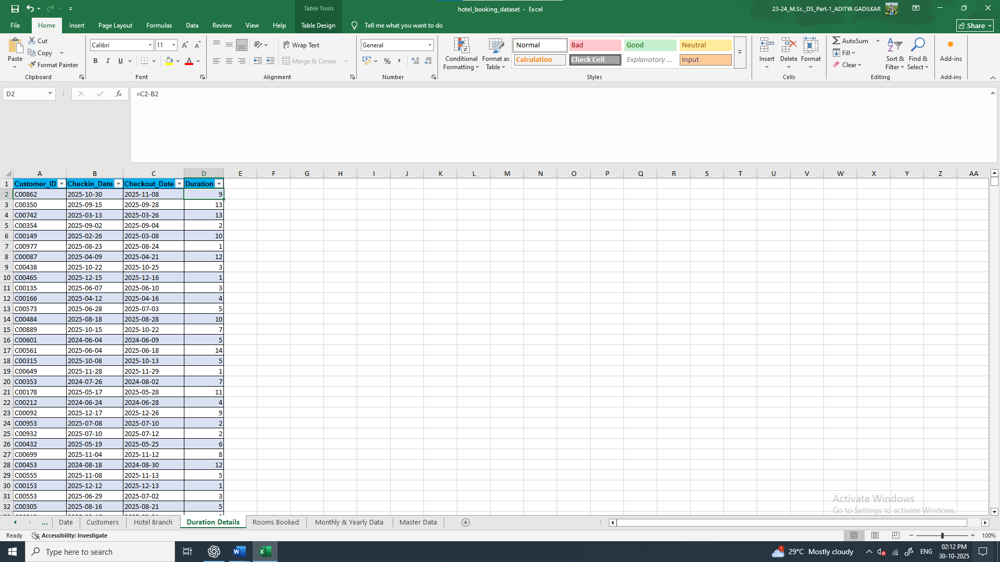 hotel_booking_dataset - Excel
Table Tools
23-24_M.Sc._DS_Part-1_ADITYA GADILKAR
File Home Insert Page Layout Formulas Data Review View Help Table Design Tell me what you want to do Share
Paste
Cut
Copy
Format Painter
Clipboard
Calibri 11
B I U
Font
Wrap Text
Merge & Center
Alignment
General
Number
Conditional Formatting
Format as Table
Normal Bad Good Neutral
Calculation Check Cell Explanatory ... Input
Styles
Insert Delete Format
Cells
AutoSum
Fill
Clear
Sort & Filter
Find & Select
Editing
Add-ins
Add-ins
D2 fx =C2-B2
A B C D E F G H I J K L M N O P Q R S T U V W X Y Z AA
1 Customer_ID Checkin_Date Checkout_Date Duration
2 C00862 2025-10-30 2025-11-08 9
3 C00350 2025-09-15 2025-09-28 13
4 C00742 2025-03-13 2025-03-26 13
5 C00354 2025-09-02 2025-09-04 2
6 C00149 2025-02-26 2025-03-08 10
7 C00977 2025-08-23 2025-08-24 1
8 C00087 2025-04-09 2025-04-21 12
9 C00438 2025-10-22 2025-10-25 3
10 C00465 2025-12-15 2025-12-16 1
11 C00135 2025-06-07 2025-06-10 3
12 C00166 2025-04-12 2025-04-16 4
13 C00573 2025-06-28 2025-07-03 5
14 C00484 2025-08-18 2025-08-28 10
15 C00889 2025-10-15 2025-10-22 7
16 C00601 2024-06-04 2024-06-09 5
17 C00561 2025-06-04 2025-06-18 14
18 C00315 2025-10-08 2025-10-13 5
19 C00649 2025-11-28 2025-11-29 1
20 C00353 2024-07-26 2024-08-02 7
21 C00178 2025-05-17 2025-05-28 11
22 C00212 2024-06-24 2024-06-28 4
23 C00092 2025-12-17 2025-12-26 9
24 C00953 2025-07-08 2025-07-10 2
25 C00932 2025-07-10 2025-07-12 2
26 C00432 2025-05-19 2025-05-25 6
27 C00699 2025-11-04 2025-11-12 8
28 C00453 2024-08-18 2024-08-30 12
29 C00555 2025-11-08 2025-11-13 5
30 C00153 2025-12-12 2025-12-13 1
31 C00553 2025-06-29 2025-07-02 3
32 C00305 2025-08-16 2025-08-21 5
Activate Windows
Go to Settings to activate Windows.
... Date Customers Hotel Branch Duration Details Rooms Booked Monthly & Yearly Data Master Data
Ready Accessibility: Investigate 100%
Type here to search
1
29°C Mostly cloudy
ENG
02:12 PM
30-10-2025